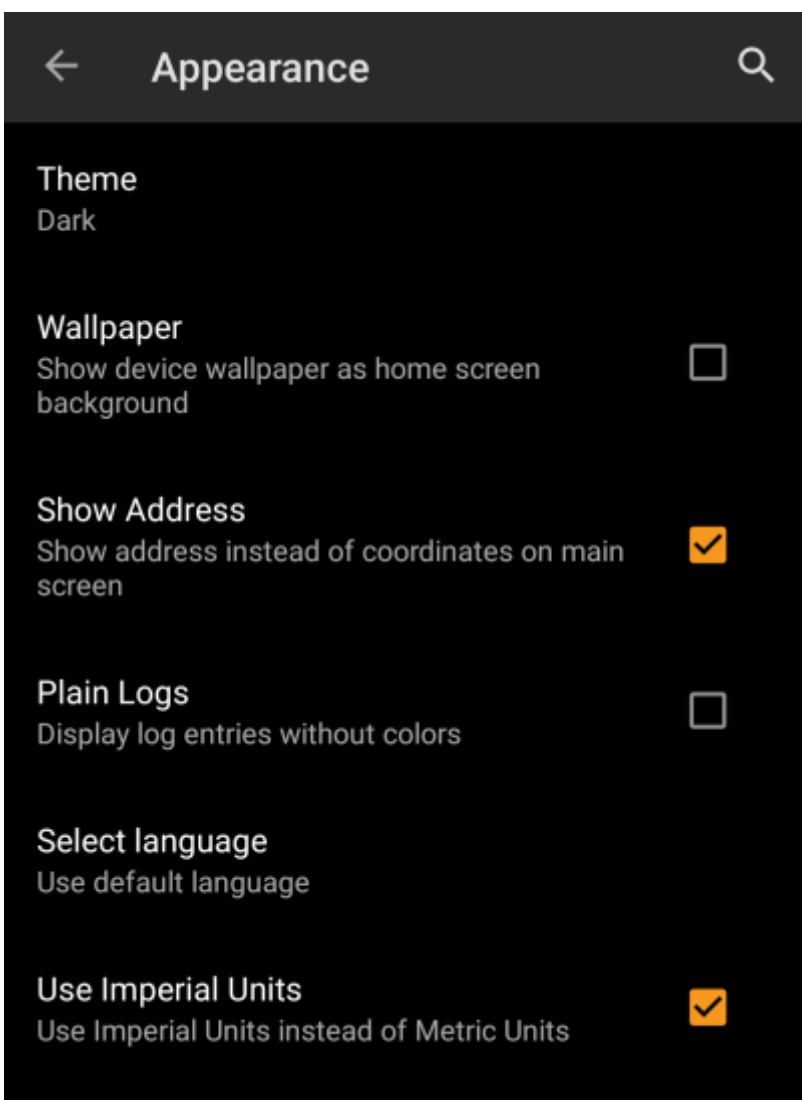 Appearance
Theme
Dark
Wallpaper
Show device wallpaper as home screen
background
Show Address
Show address instead of coordinates on main
screen
Plain Logs
Display log entries without colors
Select language
Use default language
Use Imperial Units
Use Imperial Units instead of Metric Units